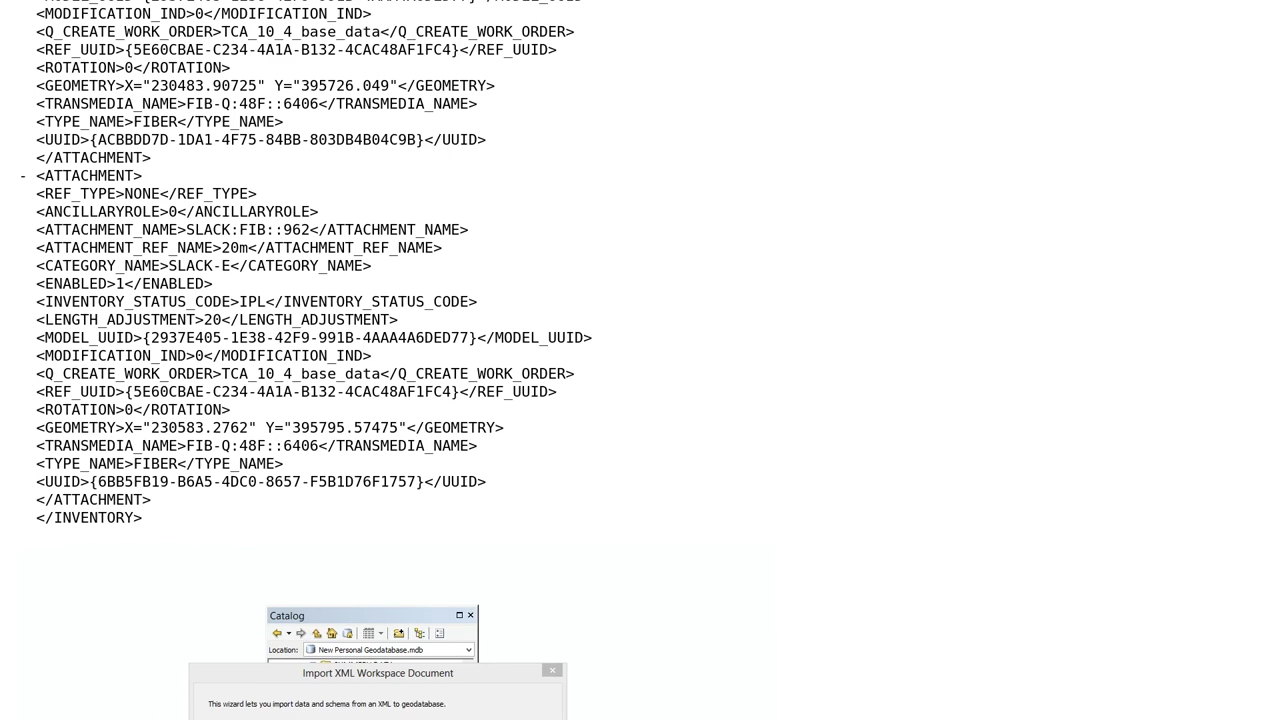 <MODIFICATION_IND>0</MODIFICATION_IND>
<Q_CREATE_WORK_ORDER>TCA_10_4_base_data</Q_CREATE_WORK_ORDER>
<REF_UUID>{5E60CBAE-C234-4A1A-B132-4CAC48AF1FC4}</REF_UUID>
<ROTATION>0</ROTATION>
<GEOMETRY>X="230483.90725" Y="395726.049"</GEOMETRY>
<TRANSMEDIA_NAME>FIB-Q:48F::6406</TRANSMEDIA_NAME>
<TYPE_NAME>FIBER</TYPE_NAME>
<UUID>{ACBBDD7D-1DA1-4F75-84BB-803DB4B04C9B}</UUID>
</ATTACHMENT>
- <ATTACHMENT>
<REF_TYPE>NONE</REF_TYPE>
<ANCILLARYROLE>0</ANCILLARYROLE>
<ATTACHMENT_NAME>SLACK:FIB::962</ATTACHMENT_NAME>
<ATTACHMENT_REF_NAME>20m</ATTACHMENT_REF_NAME>
<CATEGORY_NAME>SLACK-E</CATEGORY_NAME>
<ENABLED>1</ENABLED>
<INVENTORY_STATUS_CODE>IPL</INVENTORY_STATUS_CODE>
<LENGTH_ADJUSTMENT>20</LENGTH_ADJUSTMENT>
<MODEL_UUID>{2937E405-1E38-42F9-991B-4AAA4A6DED77}</MODEL_UUID>
<MODIFICATION_IND>0</MODIFICATION_IND>
<Q_CREATE_WORK_ORDER>TCA_10_4_base_data</Q_CREATE_WORK_ORDER>
<REF_UUID>{5E60CBAE-C234-4A1A-B132-4CAC48AF1FC4}</REF_UUID>
<ROTATION>0</ROTATION>
<GEOMETRY>X="230583.2762" Y="395795.57475"</GEOMETRY>
<TRANSMEDIA_NAME>FIB-Q:48F::6406</TRANSMEDIA_NAME>
<TYPE_NAME>FIBER</TYPE_NAME>
<UUID>{6BB5FB19-B6A5-4DC0-8657-F5B1D76F1757}</UUID>
</ATTACHMENT>
</INVENTORY>
Catalog
Location: New Personal Geodatabase.mdb
Import XML Workspace Document
This wizard lets you import data and schema from an XML to geodatabase.